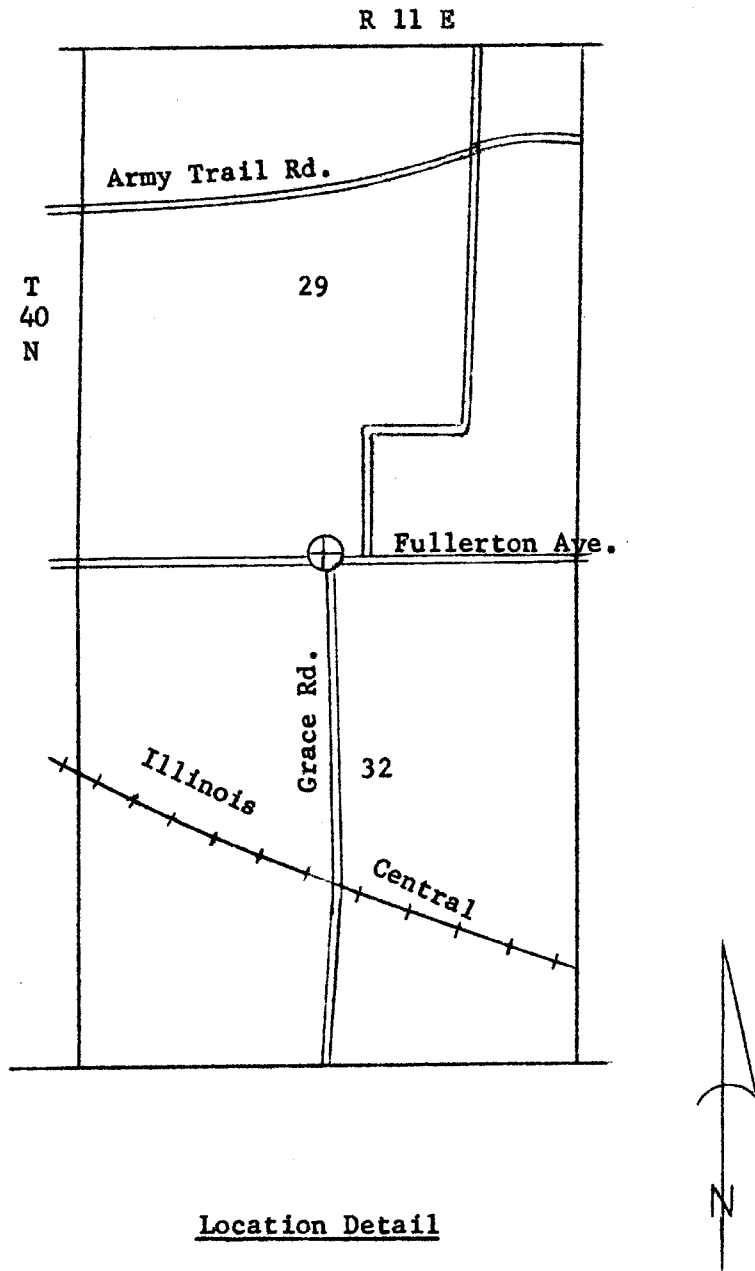 R 11 E
Army Trail Rd.
T
40
N
29
Fullerton Ave.
Grace Rd.
Illinois
32
Central
N
Location Detail